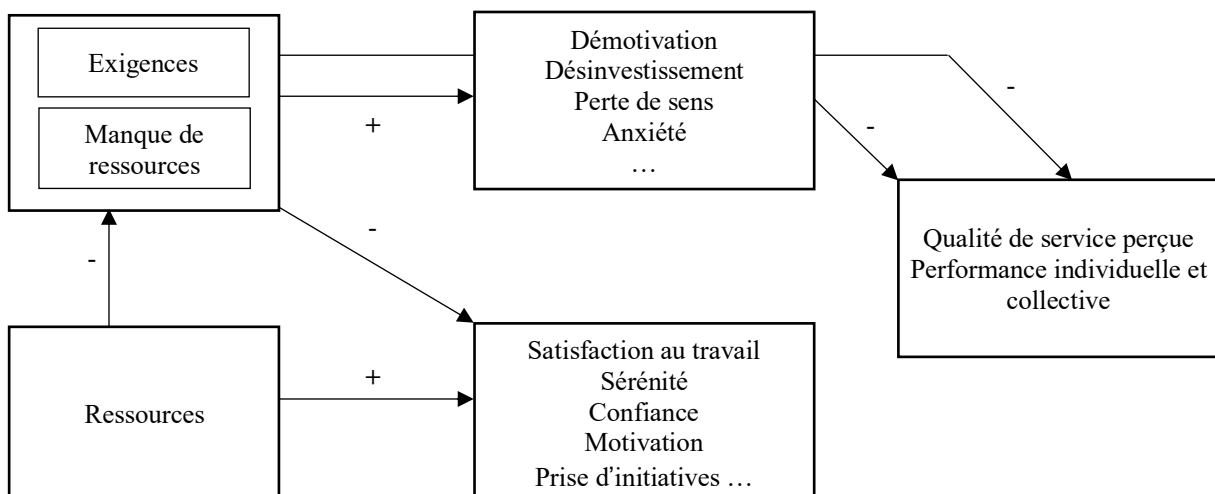 Exigences
Manque de
ressources
+
Démotivation
Désinvestissement
Perte de sens
Anxiété
…
-
-
Qualité de service perçue
Performance individuelle et
collective
-
-
Ressources
+
Satisfaction au travail
Sérénité
Confiance
Motivation
Prise d'initiatives …